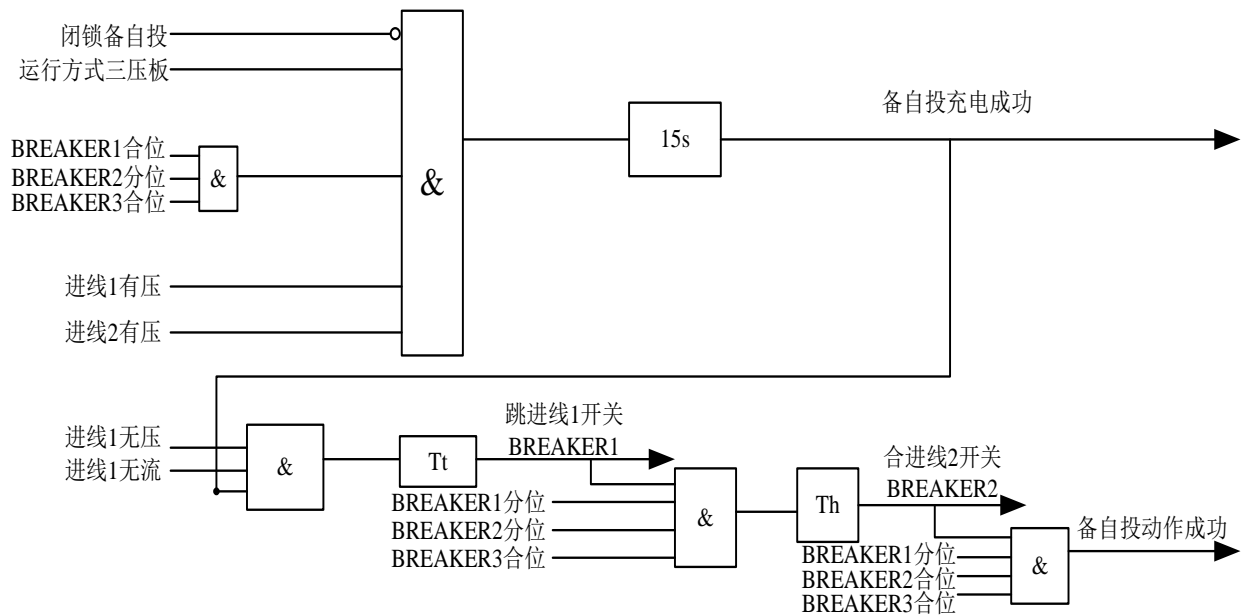 闭锁备自投
运行方式三压板
BREAKER1合位
BREAKER2分位
BREAKER3合位
&
&
15s
备自投充电成功
进线1有压
进线2有压
进线1无压
进线1无流
&
Tt
跳进线1开关
BREAKER1
BREAKER1分位
BREAKER2分位
BREAKER3合位
&
Th
合进线2开关
BREAKER2
BREAKER1分位
BREAKER2合位
BREAKER3合位
&
备自投动作成功